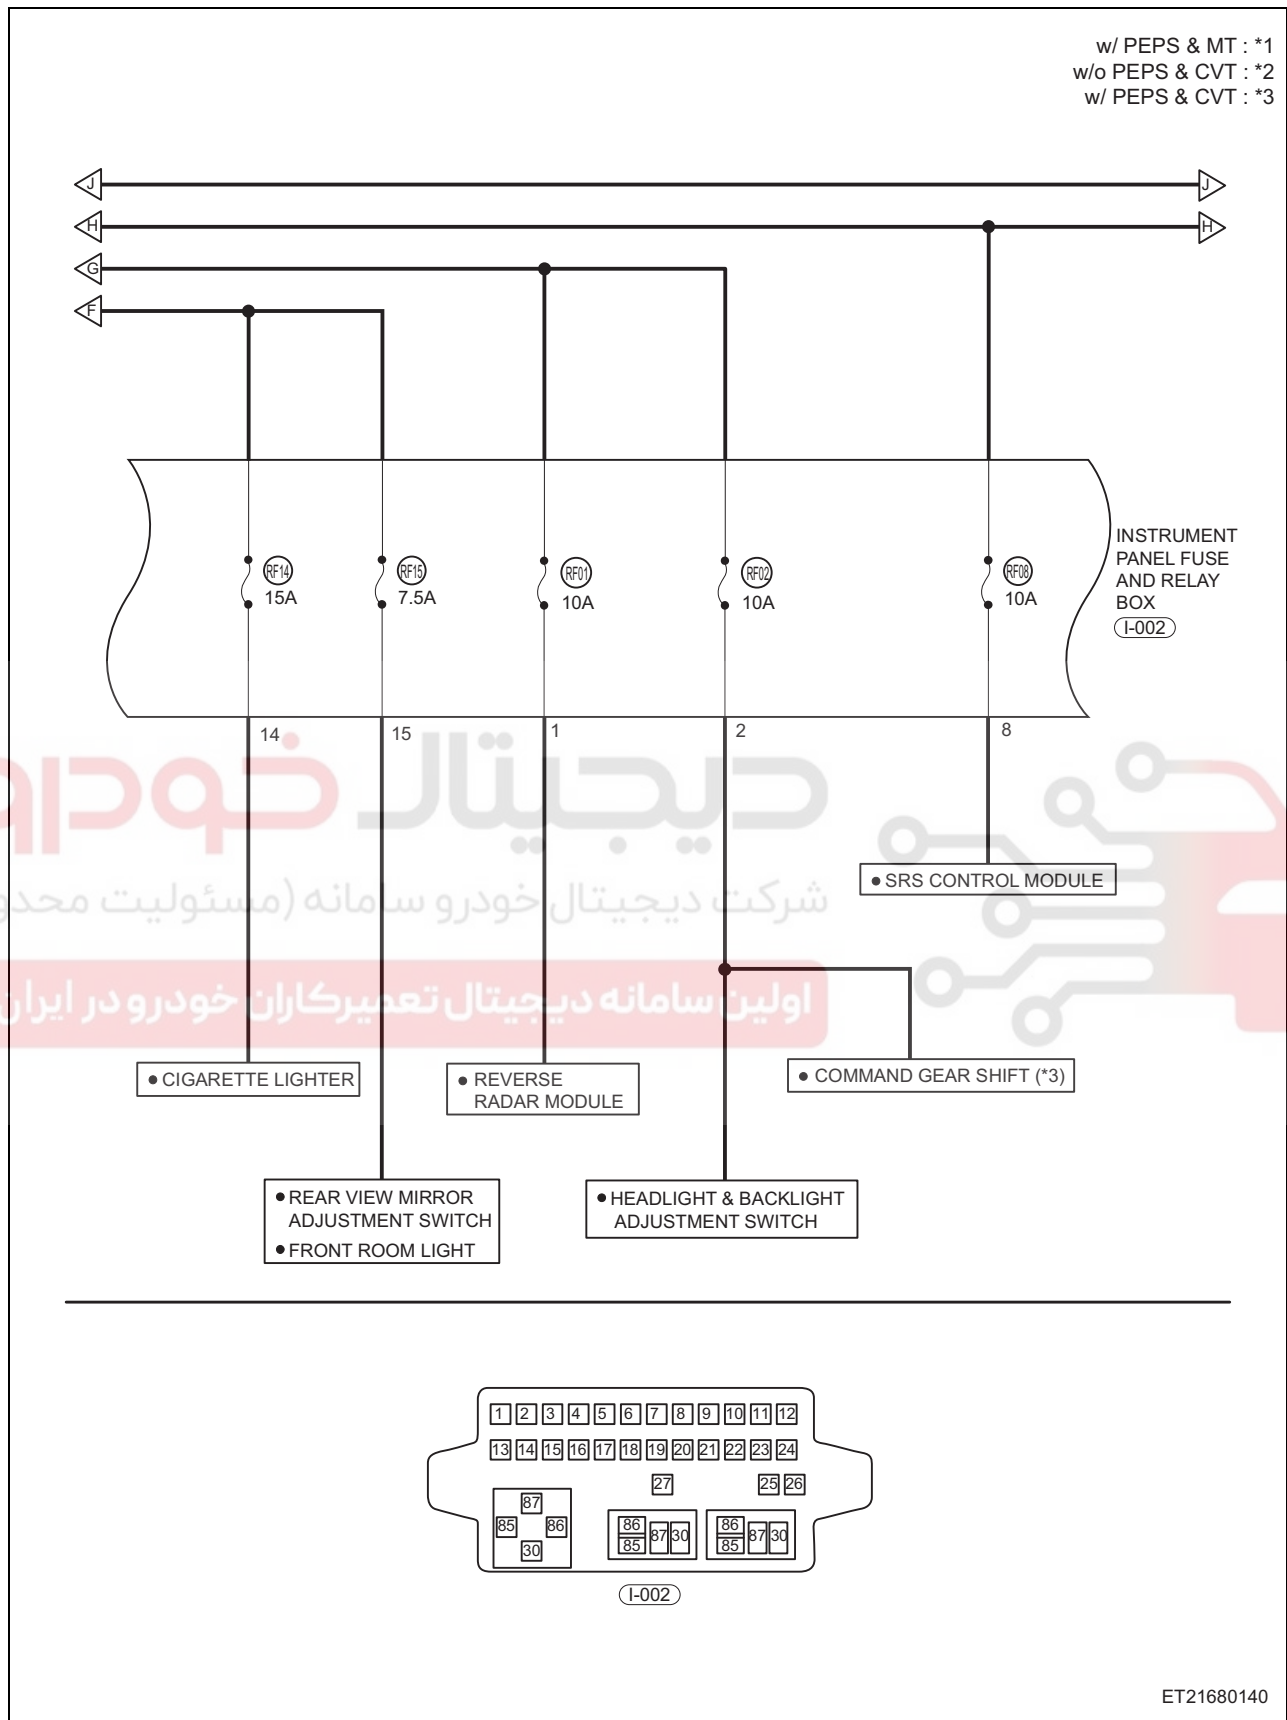 w/ PEPS & MT : *1
w/o PEPS & CVT : *2
w/ PEPS & CVT : *3
J
J
H
H
G
F
RF14
15A
RF15
7.5A
RF01
10A
RF02
10A
RF08
10A
INSTRUMENT
PANEL FUSE
AND RELAY
BOX
I-002
14
15
1
2
8
دیجیتال خودرو
شرکت دیجیتال خودرو سامانه (مسئولیت
اولین سامانه دیجیتال تعمیرکاران خودرو در ایران
● SRS CONTROL MODULE
● CIGARETTE LIGHTER
● REVERSE
RADAR MODULE
● COMMAND GEAR SHIFT (*3)
● REAR VIEW MIRROR
ADJUSTMENT SWITCH
● FRONT ROOM LIGHT
● HEADLIGHT & BACKLIGHT
ADJUSTMENT SWITCH
1 2 3 4 5 6 7 8 9 10 11 12
13 14 15 16 17 18 19 20 21 22 23 24
27 25 26
87
85 86
30
86
85
87 30
86
85
87 30
I-002
ET21680140